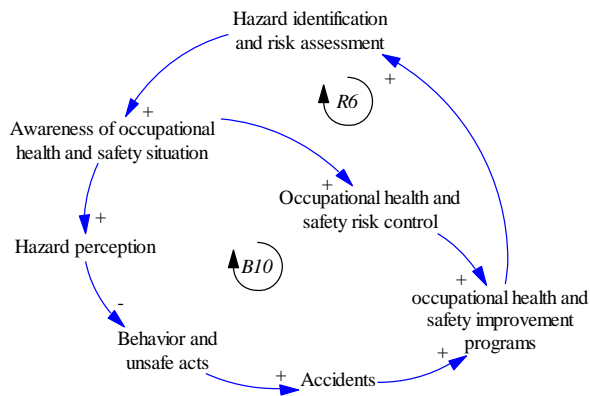 Hazard identification
and risk assessment
+
R6
+
Awareness of occupational
health and safety situation
+
Occupational health and
safety risk control
+
Hazard perception
B10
+
occupational health and
safety improvement
programs
-
Behavior and
unsafe acts
+
Accidents
+